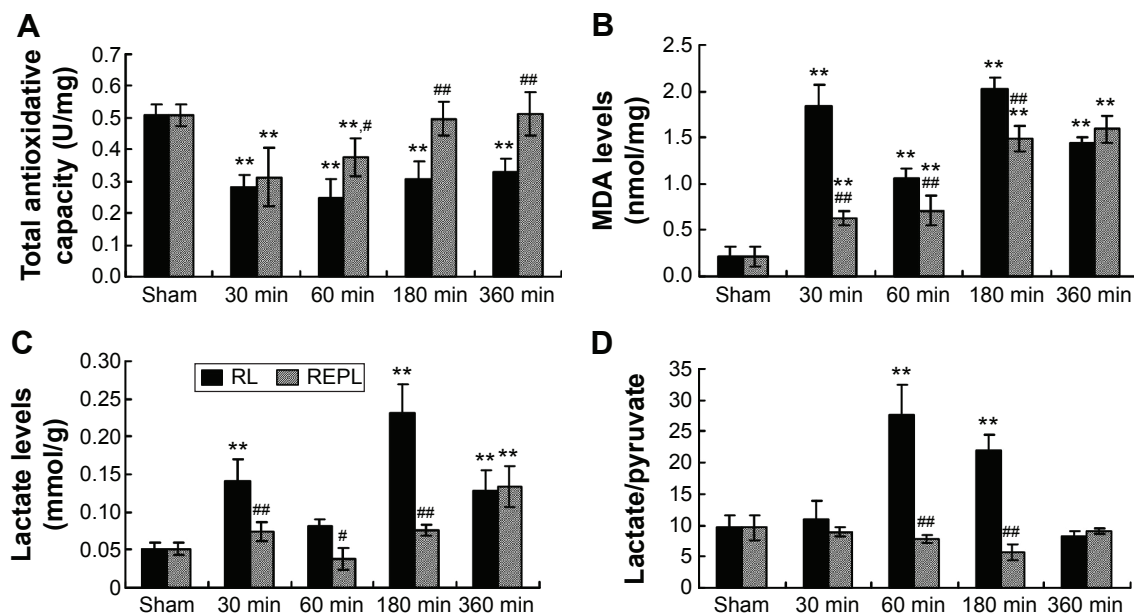 A
Total antioxidative
capacity (U/mg)
0.7
0.6
0.5
0.4
0.3
0.2
0.1
0.0
** ** ** **,# ** ## ** ##
Sham 30 min 60 min 180 min 360 min
B
MDA levels
(nmol/mg)
2.5
2.0
1.5
1.0
0.5
0.0
** ** ## ** ** ## ** ## ** ** **
Sham 30 min 60 min 180 min 360 min
C
Lactate levels
(mmol/g)
0.30
0.25
0.20
0.15
0.10
0.05
0
RL REPL
** ## # ** ## ** **
Sham 30 min 60 min 180 min 360 min
D
Lactate/pyruvate
35
30
25
20
15
10
5
0
** ## ** ##
Sham 30 min 60 min 180 min 360 min